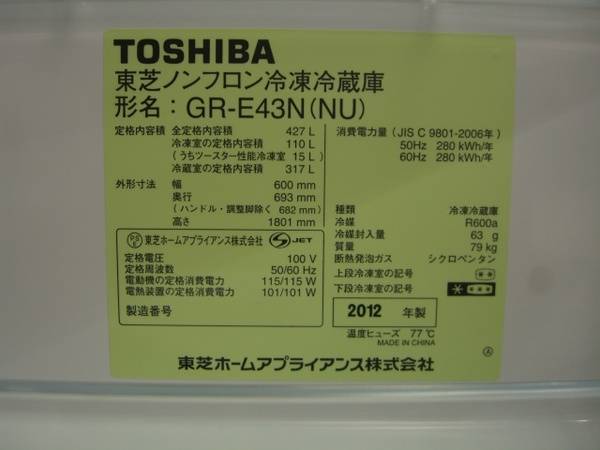 TOSHIBA
東芝ノンフロン冷凍冷蔵庫
形名：GR-E43N(NU)
定格内容積 全定格内容積 427 L
冷凍室の定格内容積 110 L
(うちツースター性能冷凍室 15 L)
冷蔵室の定格内容積 317 L
外形寸法 幅 600 mm
奥行 693 mm
(ハンドル・調整脚除く 682 mm)
高さ 1801 mm
PS E 東芝ホームアプライアンス株式会社 S JET
定格電圧 100 V
定格周波数 50/60 Hz
電動機の定格消費電力 115/115 W
電熱装置の定格消費電力 101/101 W
製造番号
消費電力量 (JIS C 9801-2006年)
50Hz 280 kWh/年
60Hz 280 kWh/年
種類 冷凍冷蔵庫
冷媒 R600a
冷媒封入量 63 g
質量 79 kg
断熱発泡ガス シクロペンタン
上段冷凍室の記号 **
下段冷凍室の記号 * ***
2012 年製
温度ヒューズ 77℃
MADE IN CHINA
東芝ホームアプライアンス株式会社